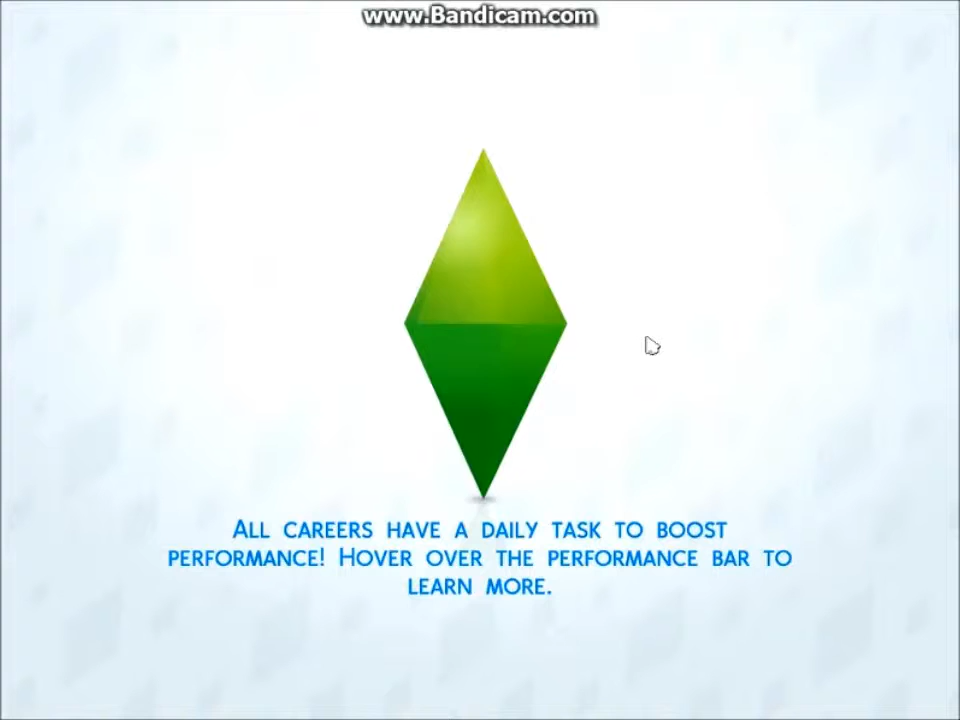 www.Bandicam.com
All careers have a daily task to boost
performance! Hover over the performance bar to
learn more.